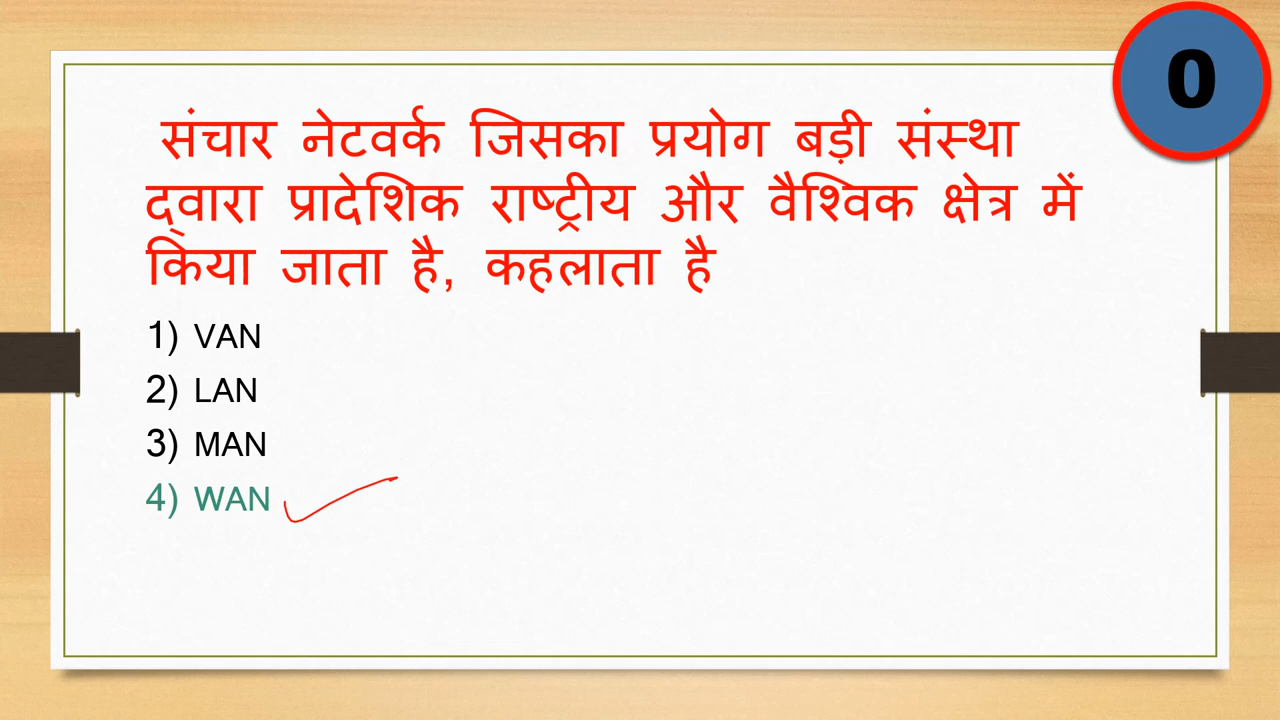 0
संचार नेटवर्क जिसका प्रयोग बड़ी संस्था
द्वारा प्रादेशिक राष्ट्रीय और वैश्विक क्षेत्र में
किया जाता है, कहलाता है
1) VAN
2) LAN
3) MAN
4) WAN